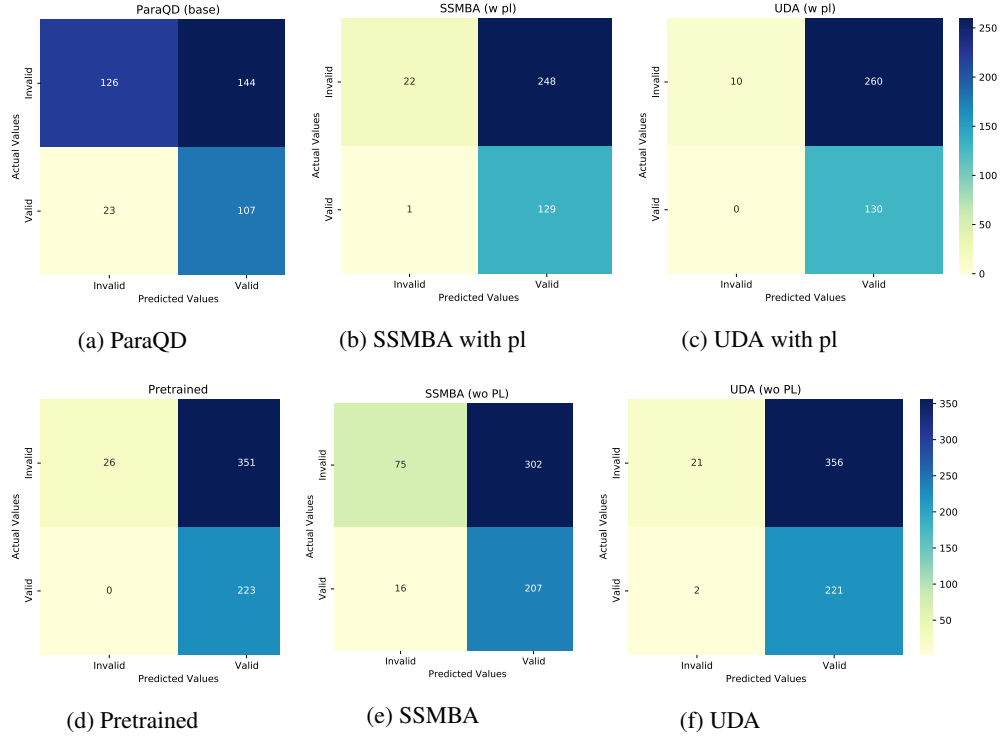 ParaQD (base)
Invalid
126
144
Actual Values
Valid
23
107
Invalid
Valid
Predicted Values
(a) ParaQD
SSMBA (w pl)
Invalid
22
248
Actual Values
Valid
1
129
Invalid
Valid
Predicted Values
(b) SSMBA with pl
UDA (w pl)
Invalid
10
260
Actual Values
Valid
0
130
Invalid
Valid
Predicted Values
250
200
150
100
50
0
(c) UDA with pl
Pretrained
Invalid
26
351
Actual Values
Valid
0
223
Invalid
Valid
Predicted Values
(d) Pretrained
SSMBA (wo PL)
Invalid
75
302
Actual Values
Valid
16
207
Invalid
Valid
Predicted Values
(e) SSMBA
UDA (wo PL)
Invalid
21
356
Actual Values
Valid
2
221
Invalid
Valid
Predicted Values
350
300
250
200
150
100
50
(f) UDA